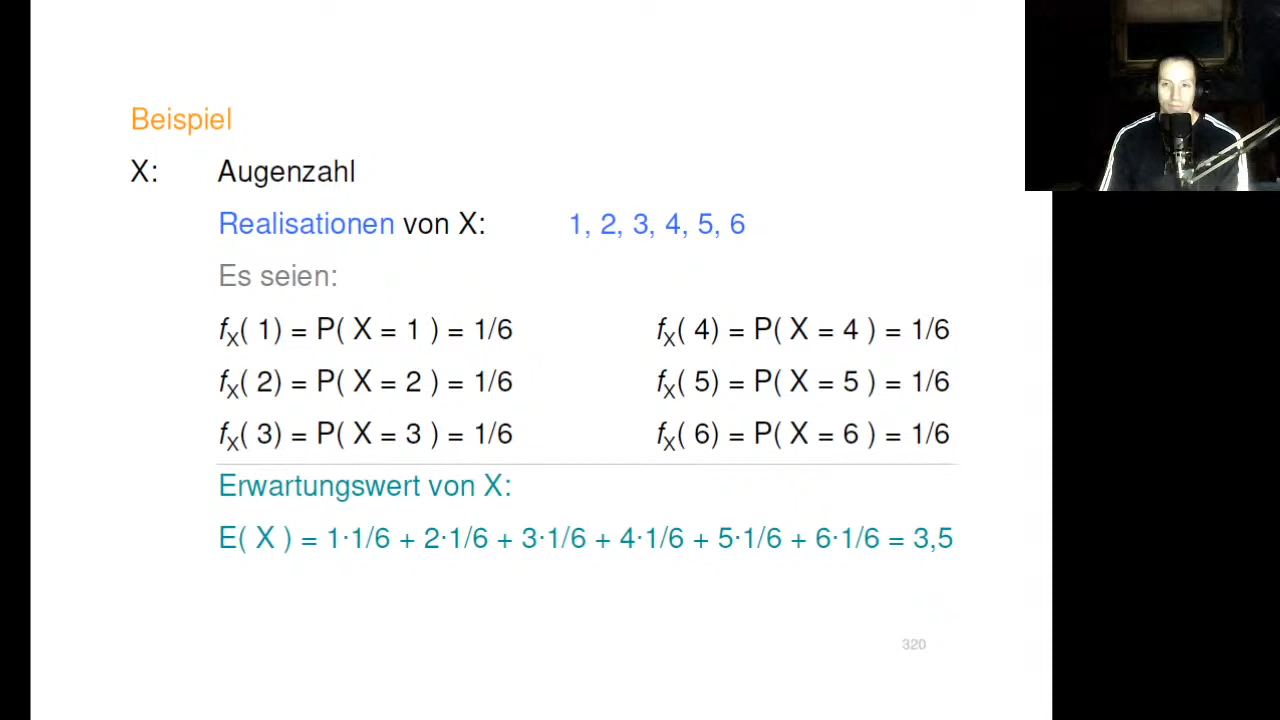 Beispiel
X: Augenzahl
Realisationen von X: 1, 2, 3, 4, 5, 6
Es seien:
fX( 1) = P( X = 1 ) = 1/6 fX( 4) = P( X = 4 ) = 1/6
fX( 2) = P( X = 2 ) = 1/6 fX( 5) = P( X = 5 ) = 1/6
fX( 3) = P( X = 3 ) = 1/6 fX( 6) = P( X = 6 ) = 1/6
Erwartungswert von X:
E( X ) = 1·1/6 + 2·1/6 + 3·1/6 + 4·1/6 + 5·1/6 + 6·1/6 = 3,5
320